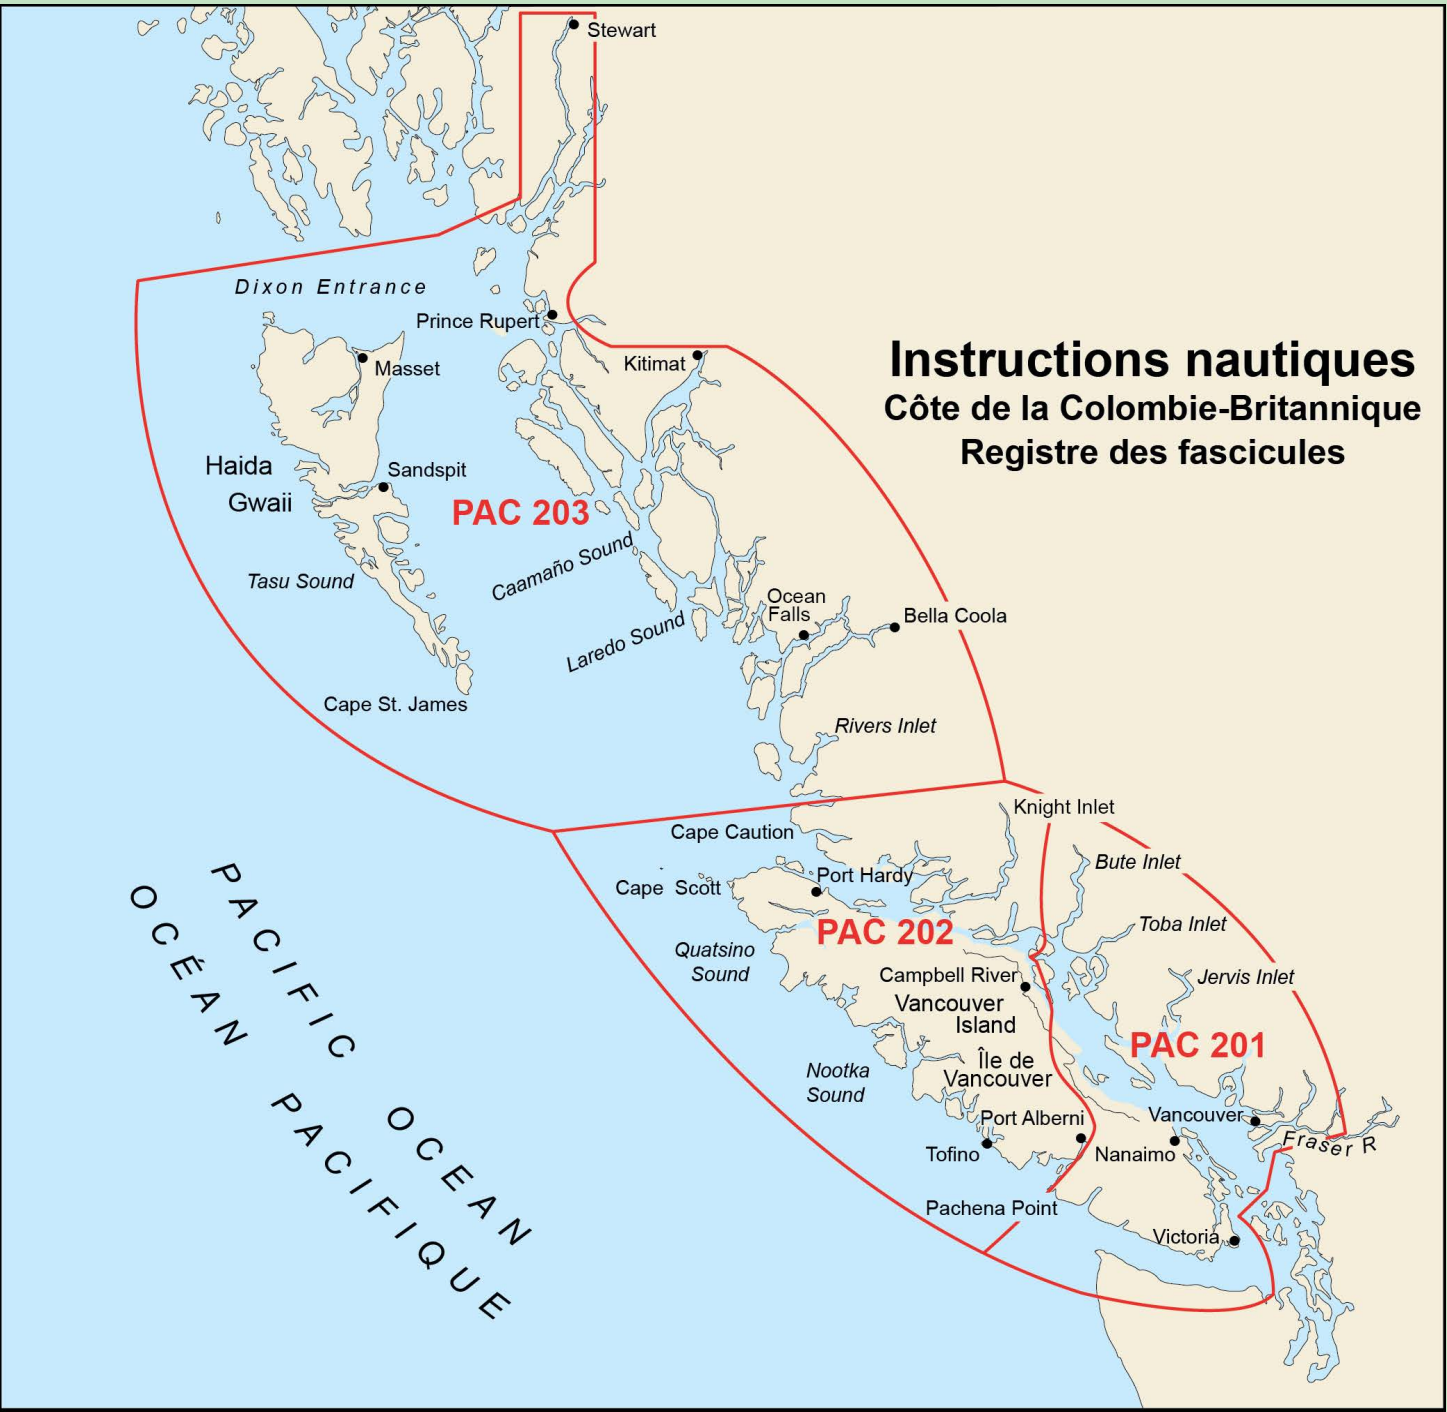 Stewart
Dixon Entrance
Prince Rupert
Masset
Kitimat
Instructions nautiques
Côte de la Colombie-Britannique
Registre des fascicules
Haida
Gwaii
Sandspit
PAC 203
Caamaño Sound
Tasu Sound
Laredo Sound
Ocean
Falls
Bella Coola
Cape St. James
Rivers Inlet
Knight Inlet
Cape Caution
Bute Inlet
Port Hardy
Cape Scott
Toba Inlet
PAC 202
Quatsino
Sound
Campbell River
Jervis Inlet
Vancouver
Island
PAC 201
Île de
Vancouver
Nootka
Sound
Port Alberni
Vancouver
Fraser R
Tofino
Nanaimo
Pachena Point
Victoria
PACIFIC OCEAN
OCÉAN PACIFIQUE